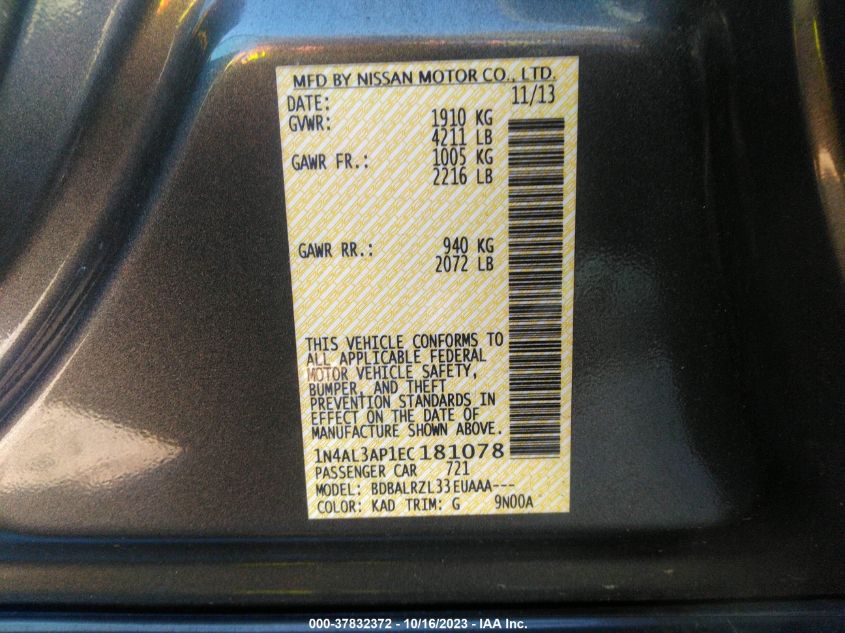 MFD BY NISSAN MOTOR CO., LTD.
DATE: 11/13
GVWR: 1910 KG
4211 LB
GAWR FR.: 1005 KG
2216 LB
GAWR RR.: 940 KG
2072 LB
THIS VEHICLE CONFORMS TO
ALL APPLICABLE FEDERAL
MOTOR VEHICLE SAFETY,
BUMPER, AND THEFT
PREVENTION STANDARDS IN
EFFECT ON THE DATE OF
MANUFACTURE SHOWN ABOVE.
1N4AL3AP1EC181078
PASSENGER CAR 721
MODEL: BDBALRZL33EUAAA---
COLOR: KAD TRIM: G 9N00A
000-37832372 - 10/16/2023 - IAA Inc.